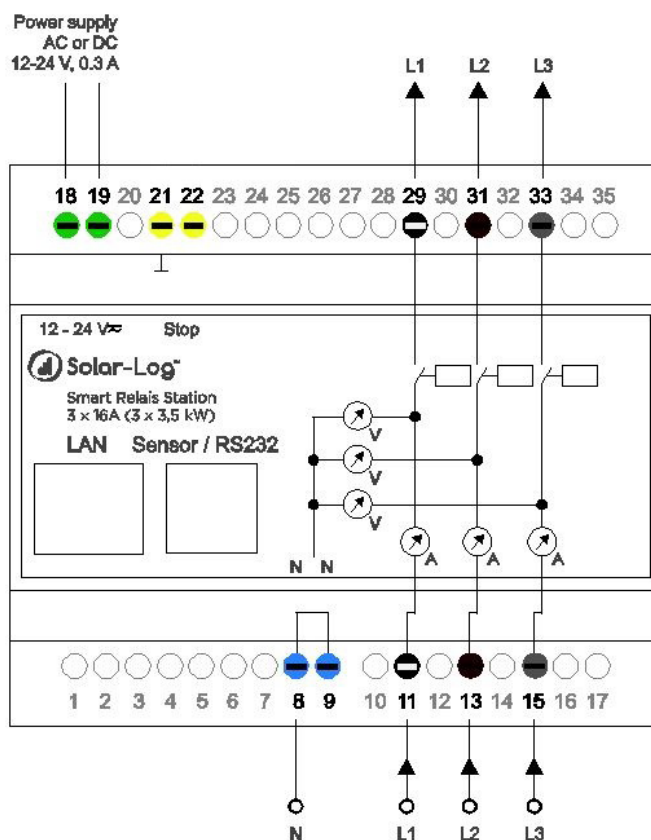 Power supply
AC or DC
12-24 V, 0.3 A
L1 L2 L3
18 19 20 21 22 23 24 25 26 27 28 29 30 31 32 33 34 35
12 - 24 V Stop
Solar-Log™
Smart Relais Station
3 x 16A (3 x 3,5 kW)
LAN Sensor / RS232
V
V
V
A A A
N N
1 2 3 4 5 6 7 8 9 10 11 12 13 14 15 16 17
N L1 L2 L3